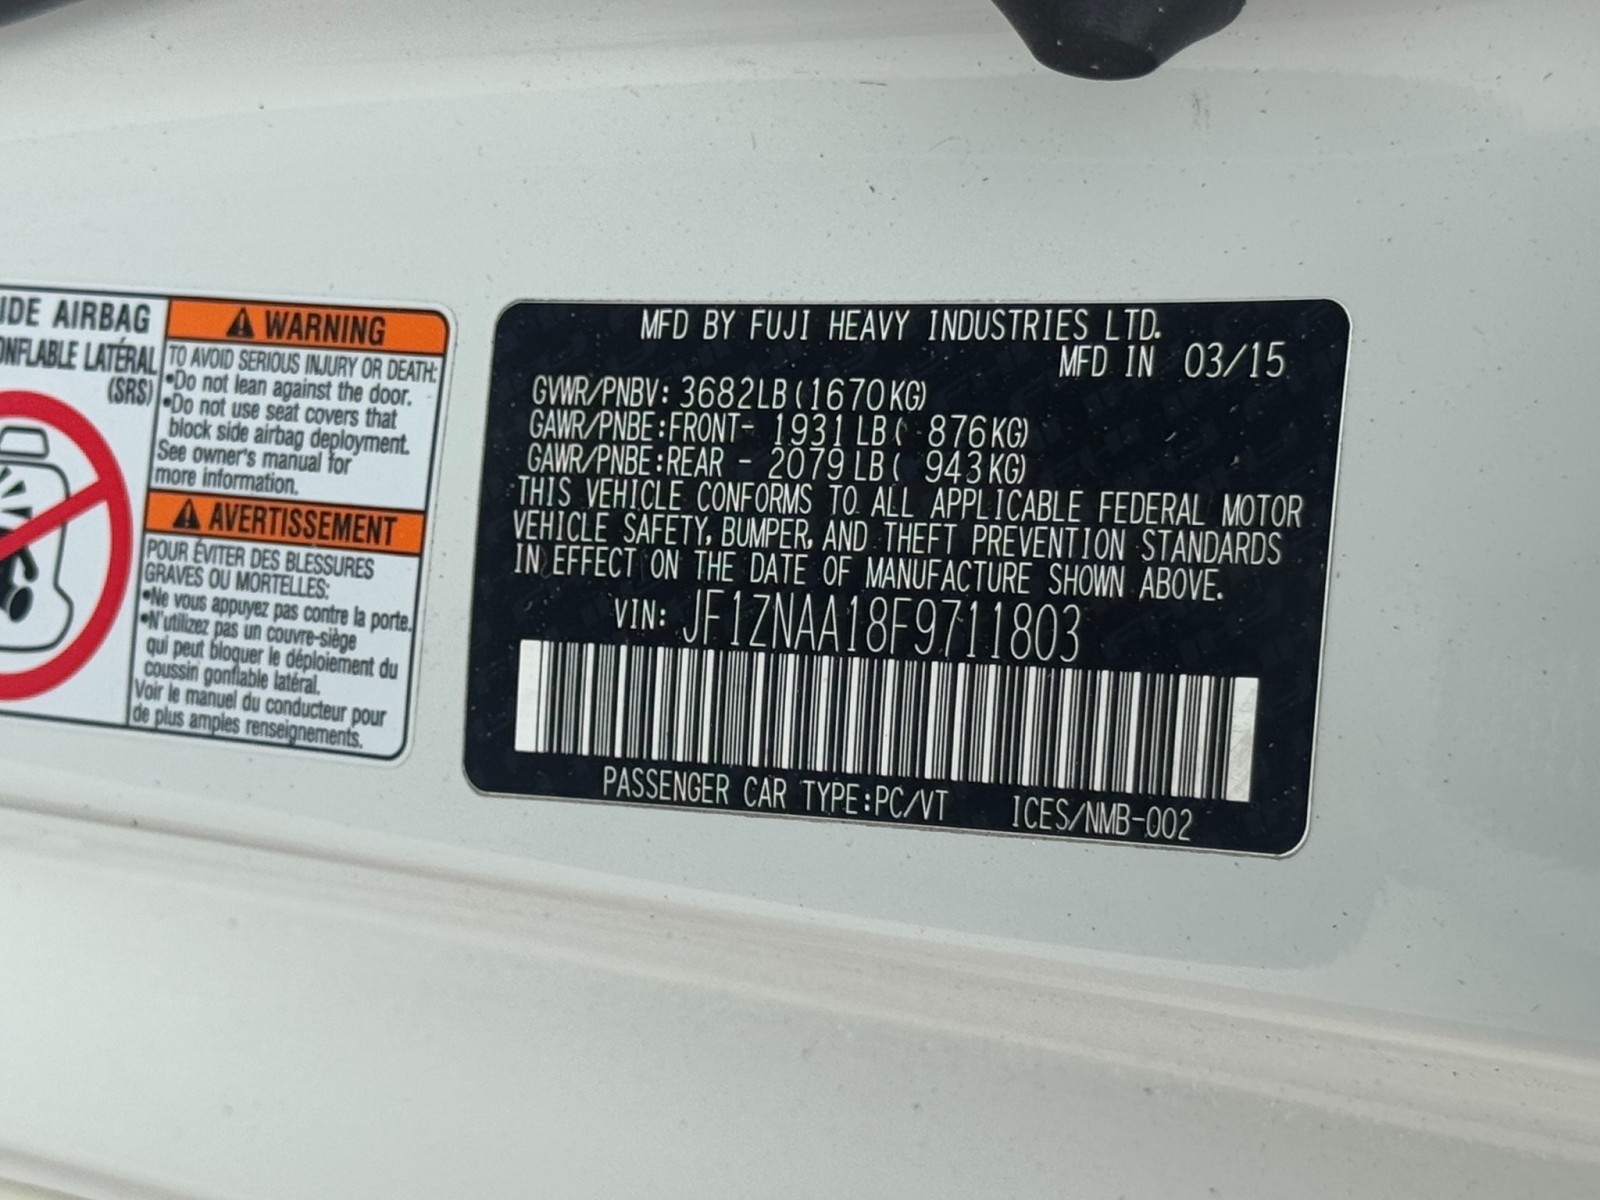 IDE AIRBAG
ONFLABLE LATÉRAL
(SRS)
WARNING
TO AVOID SERIOUS INJURY OR DEATH:
•Do not lean against the door.
•Do not use seat covers that
block side airbag deployment.
See owner's manual for
more information.
AVERTISSEMENT
POUR ÉVITER DES BLESSURES
GRAVES OU MORTELLES:
•Ne vous appuyez pas contre la porte.
•N'utilizez pas un couvre-siège
qui peut bloquer le déploiement du
coussin gonflable latéral.
Voir le manuel du conducteur pour
de plus amples renseignements.
MFD BY FUJI HEAVY INDUSTRIES LTD.
MFD IN 03/15
GVWR/PNBV: 3682LB(1670KG)
GAWR/PNBE:FRONT- 1931LB( 876KG)
GAWR/PNBE:REAR - 2079LB( 943KG)
THIS VEHICLE CONFORMS TO ALL APPLICABLE FEDERAL MOTOR
VEHICLE SAFETY, BUMPER, AND THEFT PREVENTION STANDARDS
IN EFFECT ON THE DATE OF MANUFACTURE SHOWN ABOVE.
VIN: JF1ZNAA18F9711803
PASSENGER CAR TYPE:PC/VT ICES/NMB-002